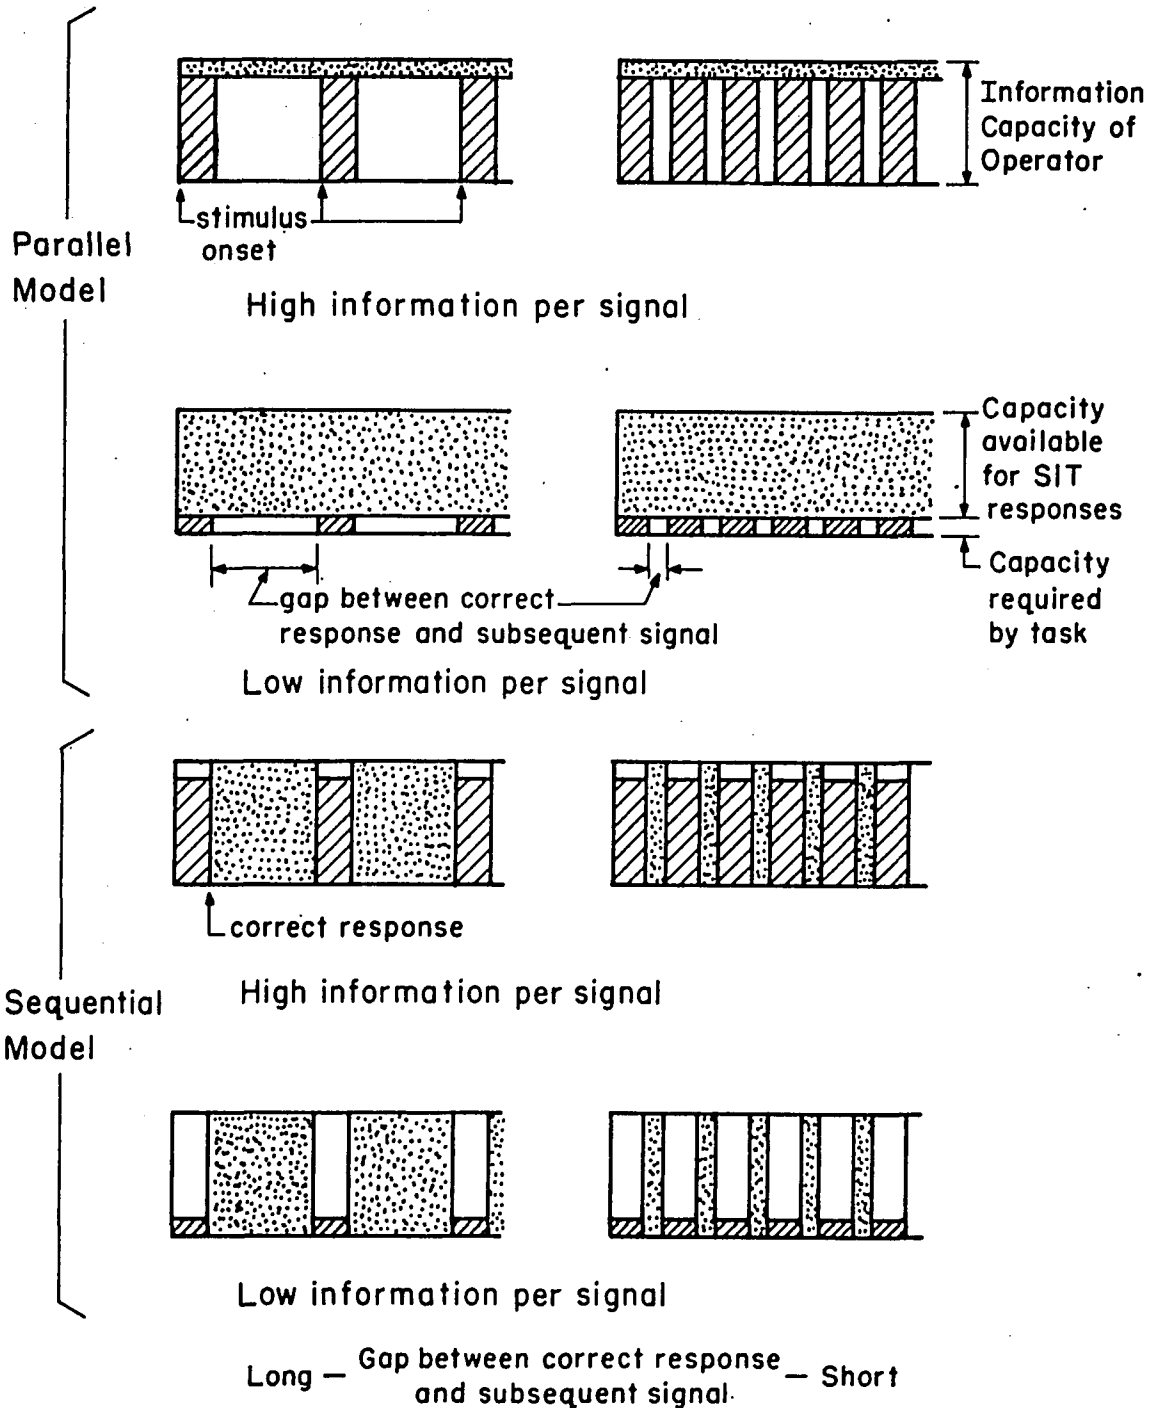 Information
Capacity of
Operator
stimulus
onset
Parallel
Model
High information per signal
Capacity
available
for SIT
responses
gap between correct
response and subsequent signal
Capacity
required
by task
Low information per signal
correct response
High information per signal
Sequential
Model
Low information per signal
Long — Gap between correct response — Short
and subsequent signal